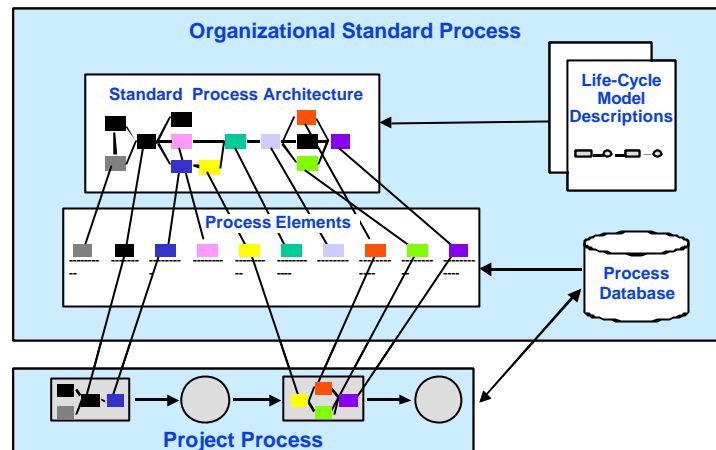 Organizational Standard Process
Standard Process Architecture
Life-Cycle
Model
Descriptions
Process Elements
Process
Database
Project Process